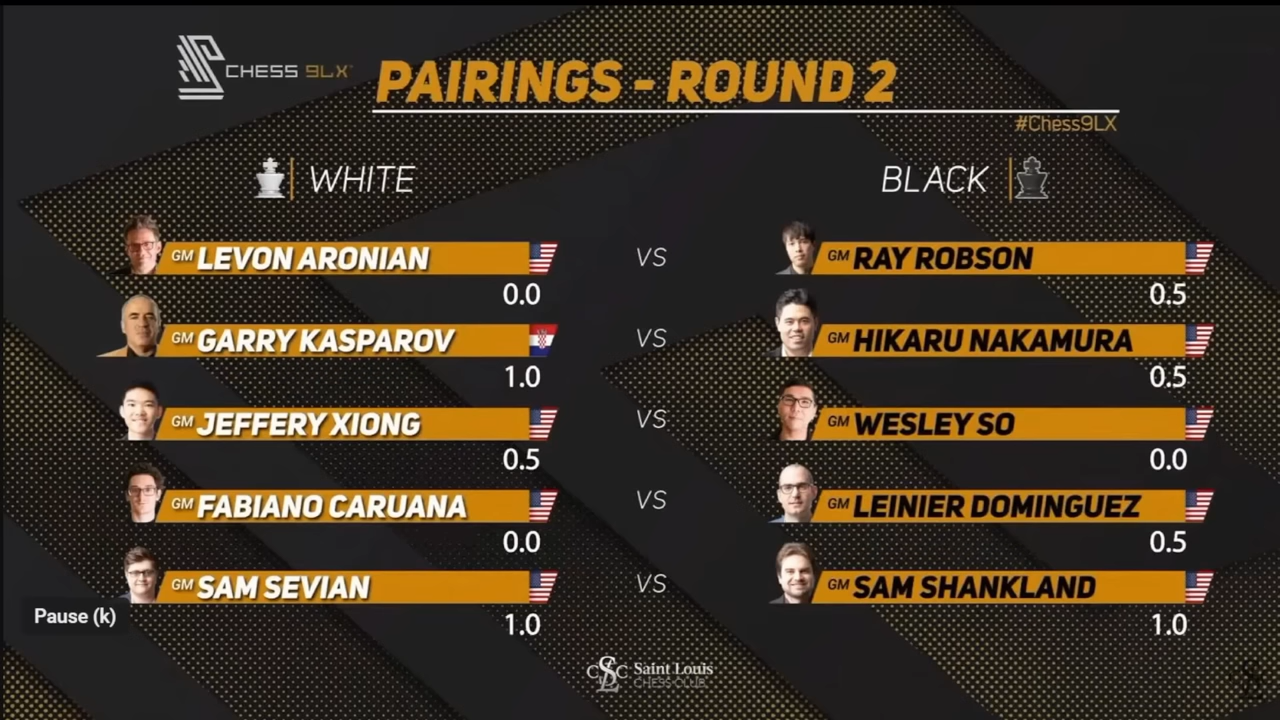 CHESS 9LX
PAIRINGS - ROUND 2
#Chess9LX
WHITE
BLACK
GM LEVON ARONIAN VS GM RAY ROBSON
0.0 0.5
GM GARRY KASPAROV VS GM HIKARU NAKAMURA
1.0 0.5
GM JEFFERY XIONG VS GM WESLEY SO
0.5 0.0
GM FABIANO CARUANA VS GM LEINIER DOMINGUEZ
0.0 0.5
GM SAM SEVIAN VS GM SAM SHANKLAND
Pause (k)
1.0 1.0
CSLC Saint Louis
CHESS CLUB